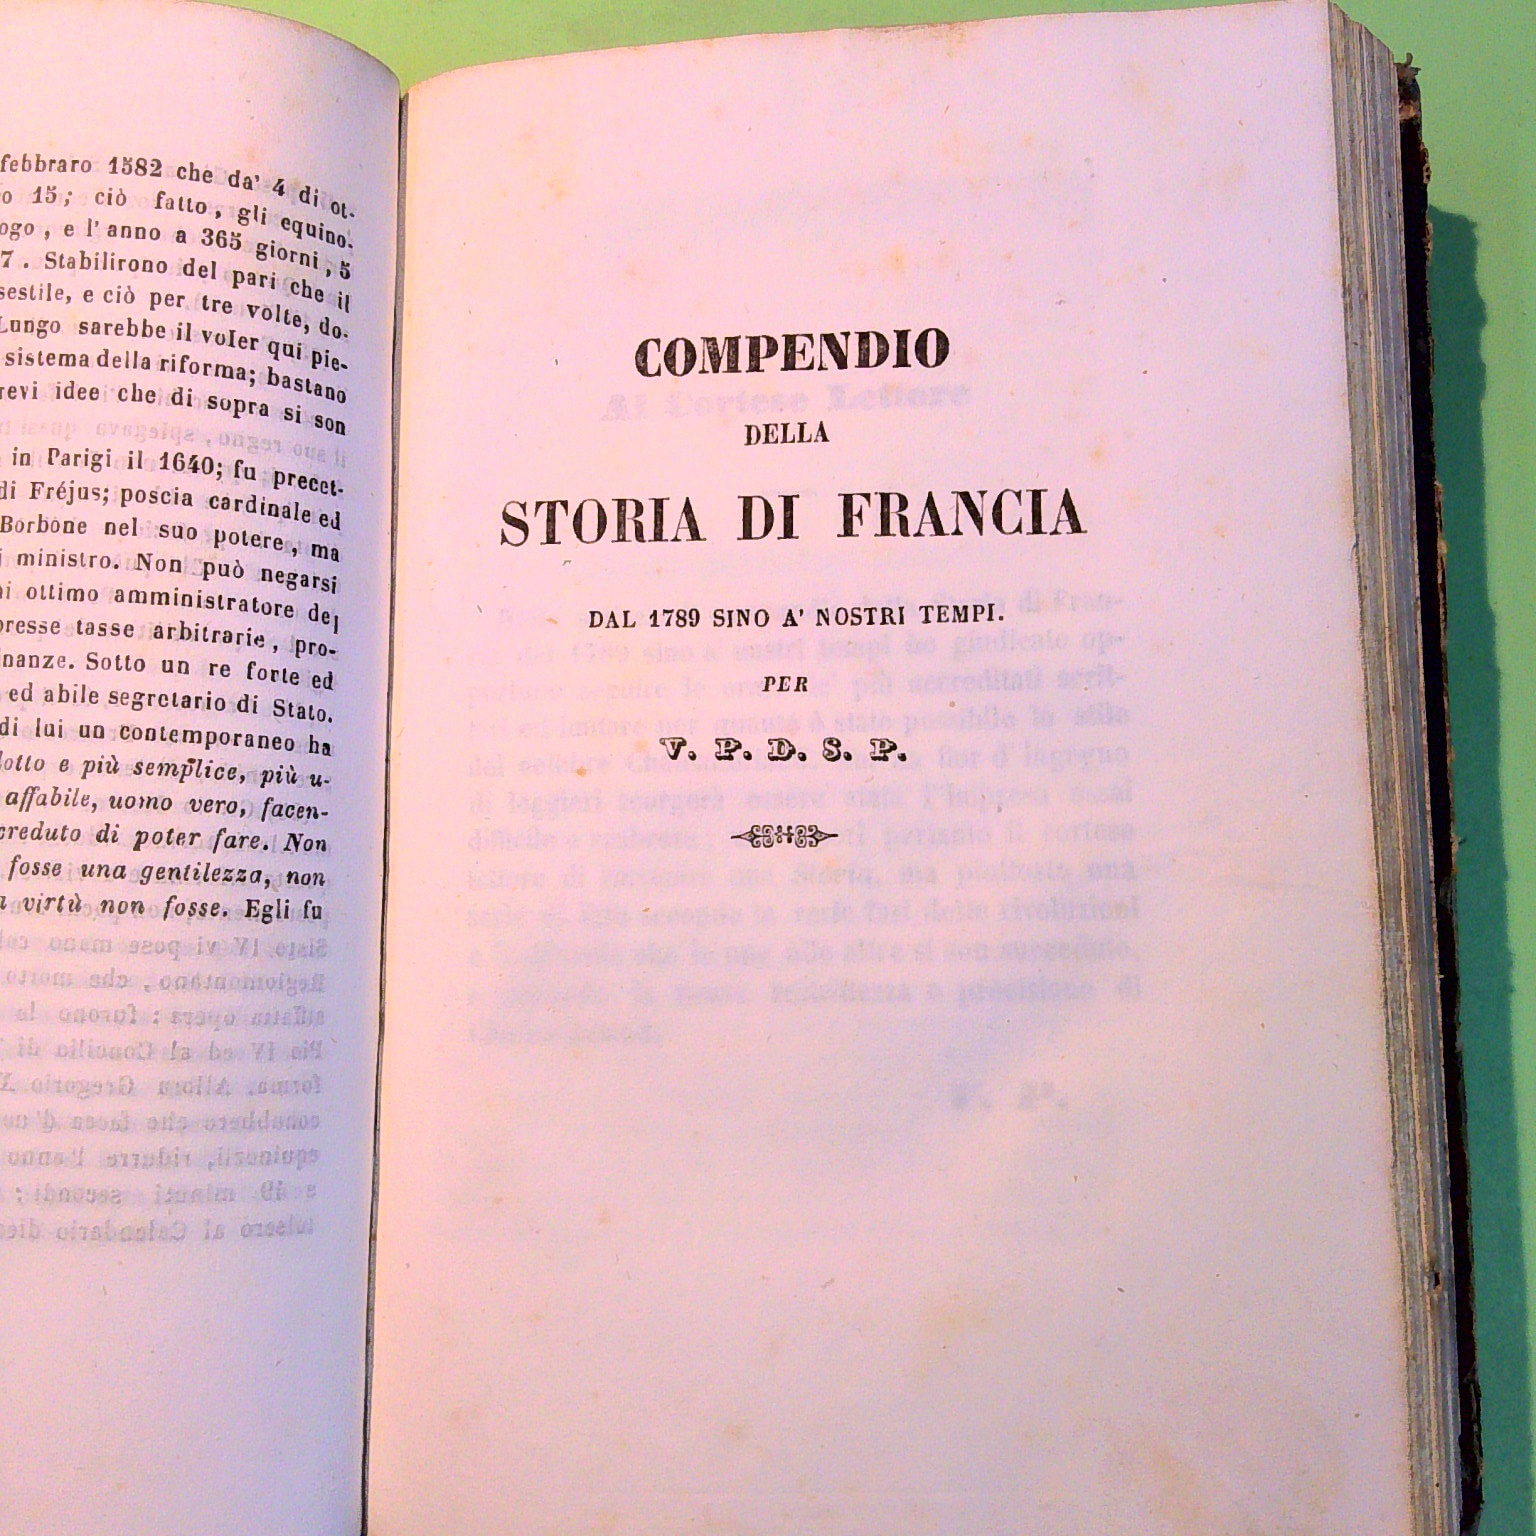 febbraro 1582 che da' 4 di ot-
o 15; ciò fatto, gli equino-
ogo, e l'anno a 365 giorni, 5
7. Stabilirono del pari che il
sestile, e ciò per tre volte, do-
Lungo sarebbe il voler qui pie-
sistema della riforma; bastano
revi idee che di sopra si son
in Parigi il 1640; fu precet-
di Fréjus; poscia cardinale ed
Borbone nel suo potere, ma
i ministro. Non può negarsi
ni ottimo amministratore del
presse tasse arbitrarie, pro-
inanze. Sotto un re forte ed
ed abile segretario di Stato.
di lui un contemporaneo ha
dotto e più semplice, più u-
affabile, uomo vero, facen-
creduto di poter fare. Non
fosse una gentilezza, non
a virtù non fosse. Egli fu
COMPENDIO
DELLA
STORIA DI FRANCIA
DAL 1789 SINO A' NOSTRI TEMPI.
PER
V. P. D. S. P.